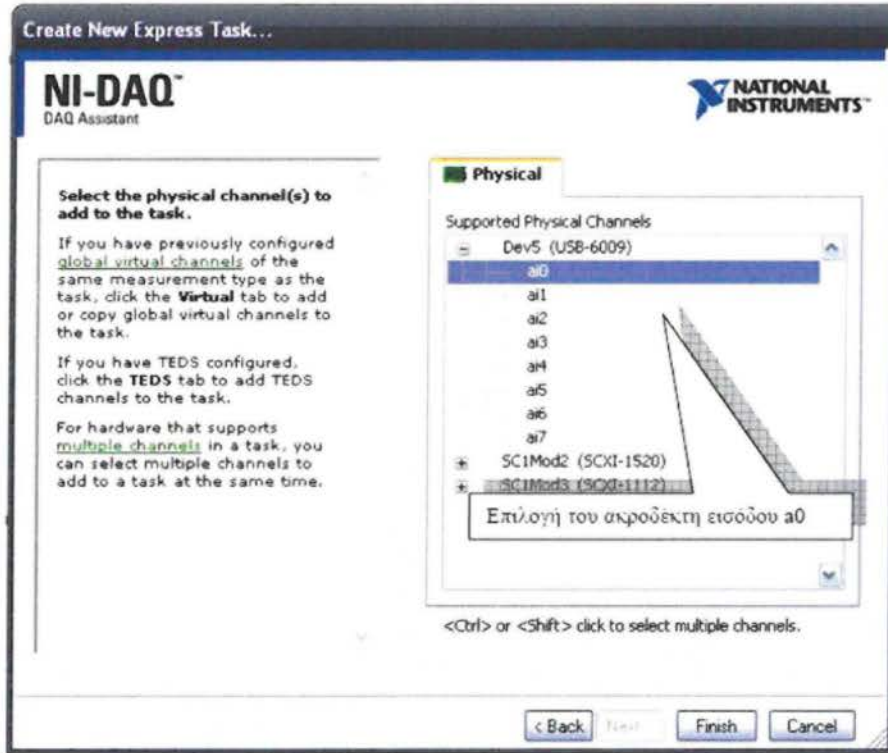 Create New Express Task...
NI-DAQ™
DAQ Assistant
NATIONAL
INSTRUMENTS™
Select the physical channel(s) to
add to the task.
If you have previously configured
global virtual channels of the
same measurement type as the
task, click the Virtual tab to add
or copy global virtual channels to
the task.
If you have TEDS configured,
click the TEDS tab to add TEDS
channels to the task.
For hardware that supports
multiple channels in a task, you
can select multiple channels to
add to a task at the same time.
Physical
Supported Physical Channels
Dev5 (USB-6009)
ai0
ai1
ai2
ai3
ai4
ai5
ai6
ai7
SC1Mod2 (SCXI-1520)
SC1Mod3 (SCXI-1112)
Επιλογή του ακροδέκτη εισόδου a0
<Ctrl> or <Shift> click to select multiple channels.
< Back
Next
Finish
Cancel